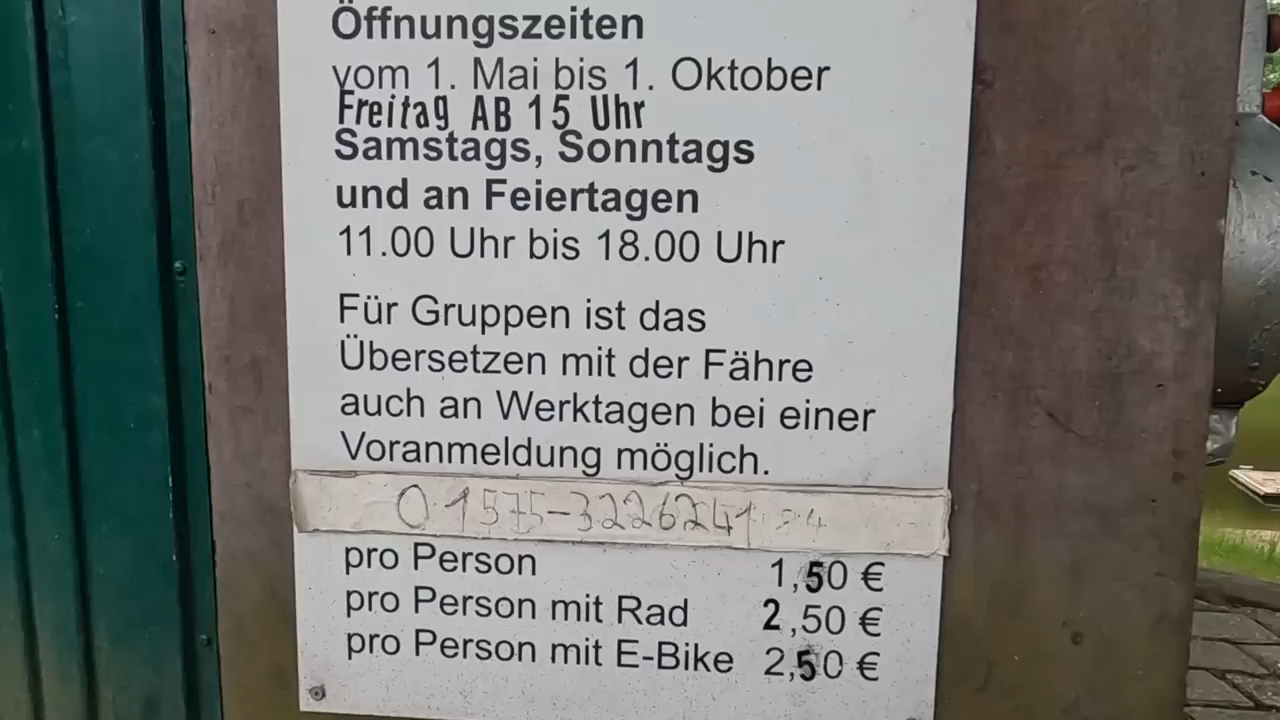 Öffnungszeiten
vom 1. Mai bis 1. Oktober
Freitag AB 15 Uhr
Samstags, Sonntags
und an Feiertagen
11.00 Uhr bis 18.00 Uhr
Für Gruppen ist das
Übersetzen mit der Fähre
auch an Werktagen bei einer
Voranmeldung möglich.
01575-3226241
pro Person 1,50 €
pro Person mit Rad 2,50 €
pro Person mit E-Bike 2,50 €